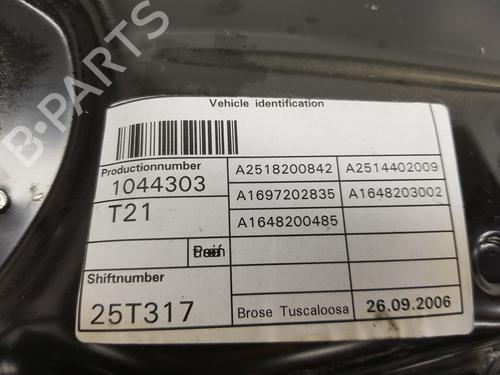 B-PARTS
Vehicle identification
Productionnumber
1044303
T21
Shiftnumber
25T317
A2518200842 A2514402009
A1697202835 A1648203002
A1648200485
Brose Tuscaloosa 26.09.2006